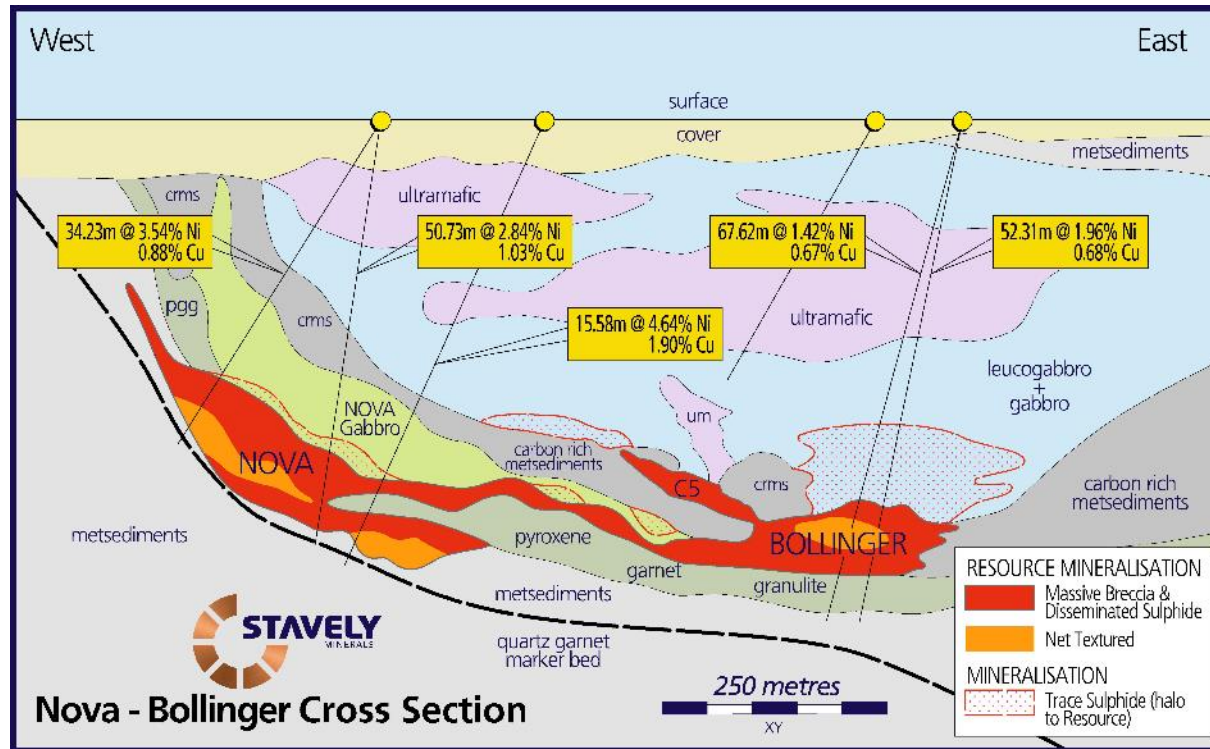 West
East
surface
cover
metsediments
crms
ultramafic
34.23m @ 3.54% Ni
0.88% Cu
50.73m @ 2.84% Ni
1.03% Cu
67.62m @ 1.42% Ni
0.67% Cu
52.31m @ 1.96% Ni
0.68% Cu
pgg
crms
15.58m @ 4.64% Ni
1.90% Cu
ultramafic
leucogabbro
+
gabbro
NOVA
Gabbro
um
carbon rich
metsediments
NOVA
C5
crms
carbon rich
metsediments
metsediments
pyroxene
BOLLINGER
garnet
granulite
metsediments
quartz garnet
marker bed
RESOURCE MINERALISATION
Massive Breccia &
Disseminated Sulphide
Net Textured
MINERALISATION
Trace Sulphide (halo
to Resource)
STAVELY
MINERALS
Nova - Bollinger Cross Section
250 metres
XY